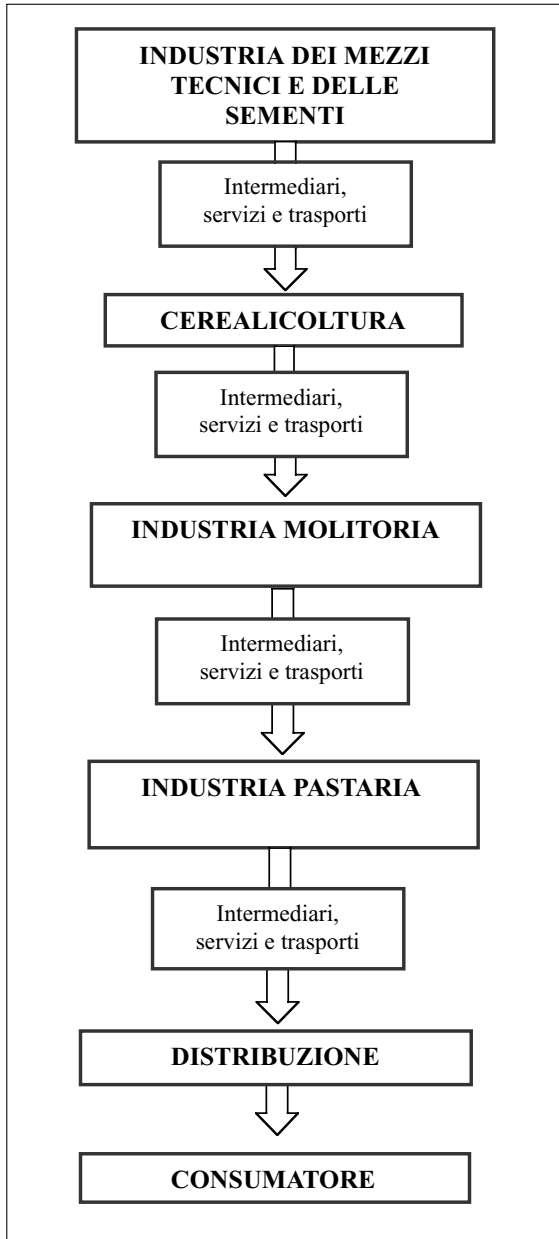 INDUSTRIA DEI MEZZI
TECNICI E DELLE
SEMENTI
Intermediari,
servizi e trasporti
CEREALICOLTURA
Intermediari,
servizi e trasporti
INDUSTRIA MOLITORIA
Intermediari,
servizi e trasporti
INDUSTRIA PASTARIA
Intermediari,
servizi e trasporti
DISTRIBUZIONE
CONSUMATORE